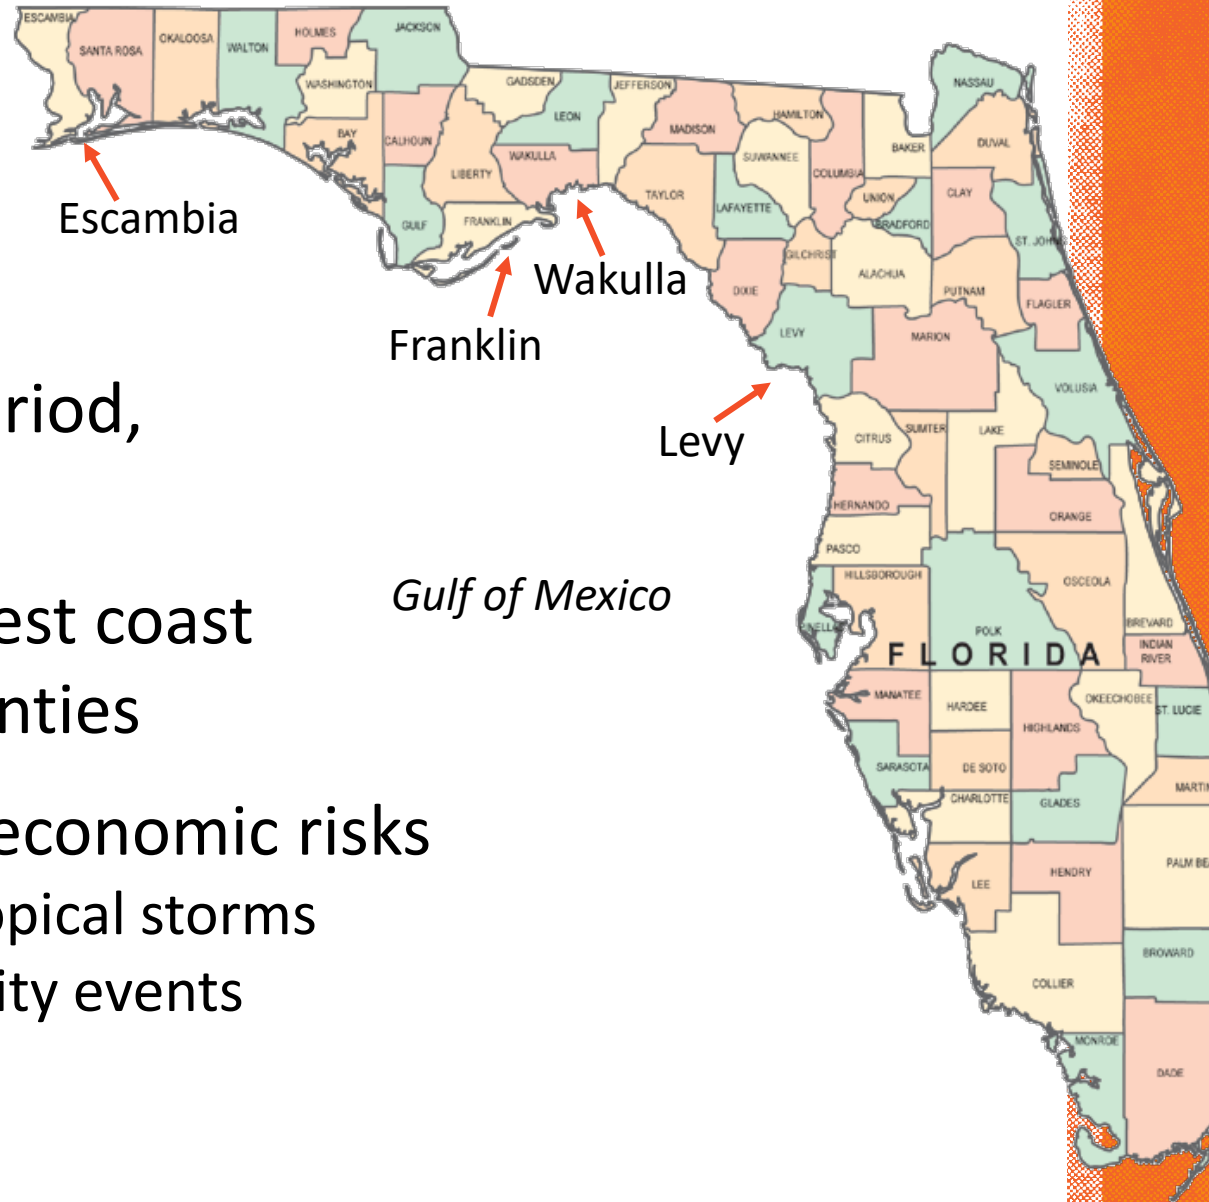 ESCAMBIA
SANTA ROSA
OKALOOSA
WALTON
HOLMES
JACKSON
WASHINGTON
BAY
CALHOUN
GULF
LIBERTY
GADSDEN
LEON
WAKULLA
FRANKLIN
JEFFERSON
MADISON
TAYLOR
HAMILTON
SUWANNEE
LAFAYETTE
DIXIE
COLUMBIA
GILCHRIST
BAKER
UNION
BRADFORD
ALACHUA
LEVY
NASSAU
DUVAL
CLAY
ST. JOHNS
PUTNAM
FLAGLER
MARION
VOLUSIA
CITRUS
SUMTER
LAKE
SEMINOLE
HERNANDO
ORANGE
PASCO
HILLSBOROUGH
PINELLAS
POLK
OSCEOLA
BREVARD
FLORIDA
INDIAN
RIVER
MANATEE
HARDEE
HIGHLANDS
OKEECHOBEE
ST. LUCIE
SARASOTA
DE SOTO
MARTIN
CHARLOTTE
GLADES
LEE
HENDRY
PALM BE
COLLIER
BROWARD
MONROE
DADE
Escambia
Wakulla
Franklin
Levy
Gulf of Mexico
riod,
est coast
nties
economic risks
opical storms
ity events